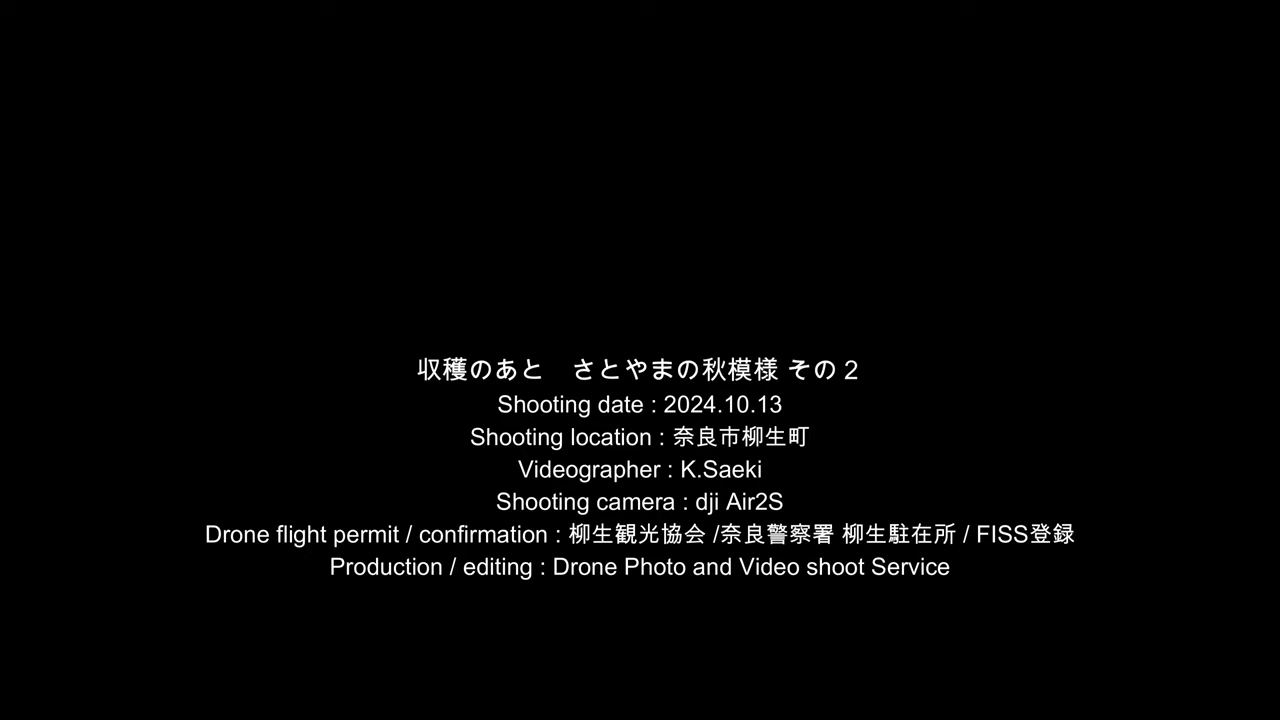 収穫のあと　さとやまの秋模様 その 2
Shooting date : 2024.10.13
Shooting location : 奈良市柳生町
Videographer : K.Saeki
Shooting camera : dji Air2S
Drone flight permit / confirmation : 柳生観光協会 /奈良警察署 柳生駐在所 / FISS登録
Production / editing : Drone Photo and Video shoot Service